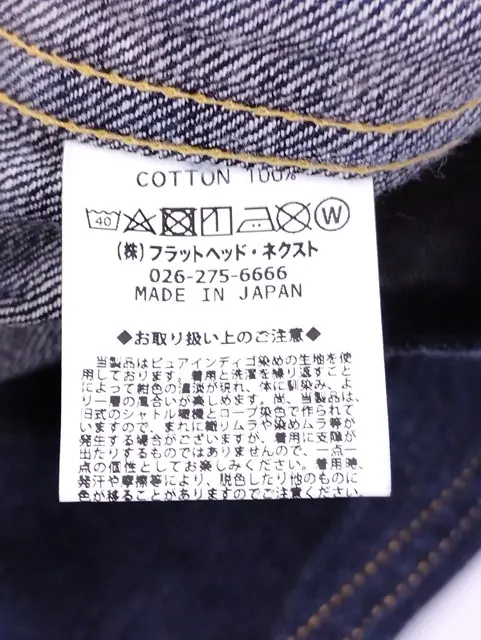 COTTON 100%
40 W
(株)フラットヘッド・ネクスト
026-275-6666
MADE IN JAPAN
◆お取り扱い上のご注意◆
当製品はピュアインディゴ染めの生地を使
用しております。着用と洗濯を繰り返すこと
によって紺色の濃淡が現れ、体に馴染み、よ
り一層の風合いが楽しめます。尚、当製品は、
旧式のシャトル織機とロープ染色で作られて
いますので、まれに織りムラや染めムラ等が
発生する場合がございますが、着用に支障が
出たりするものではありませんので、一点一
点の個性としてお楽しみください。着用時、
発汗や摩擦等により、脱色したり他のものに
色が移ることがありますのでご注意ください